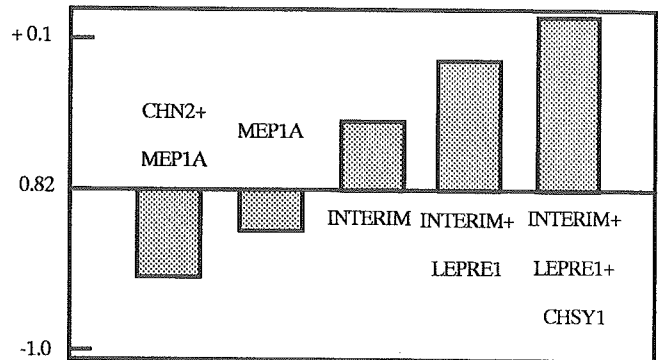 + 0.1
CHN2+
MEP1A
MEP1A
0.82
INTERIM
INTERIM+
LEPRE1
INTERIM+
LEPRE1+
CHSY1
-1.0